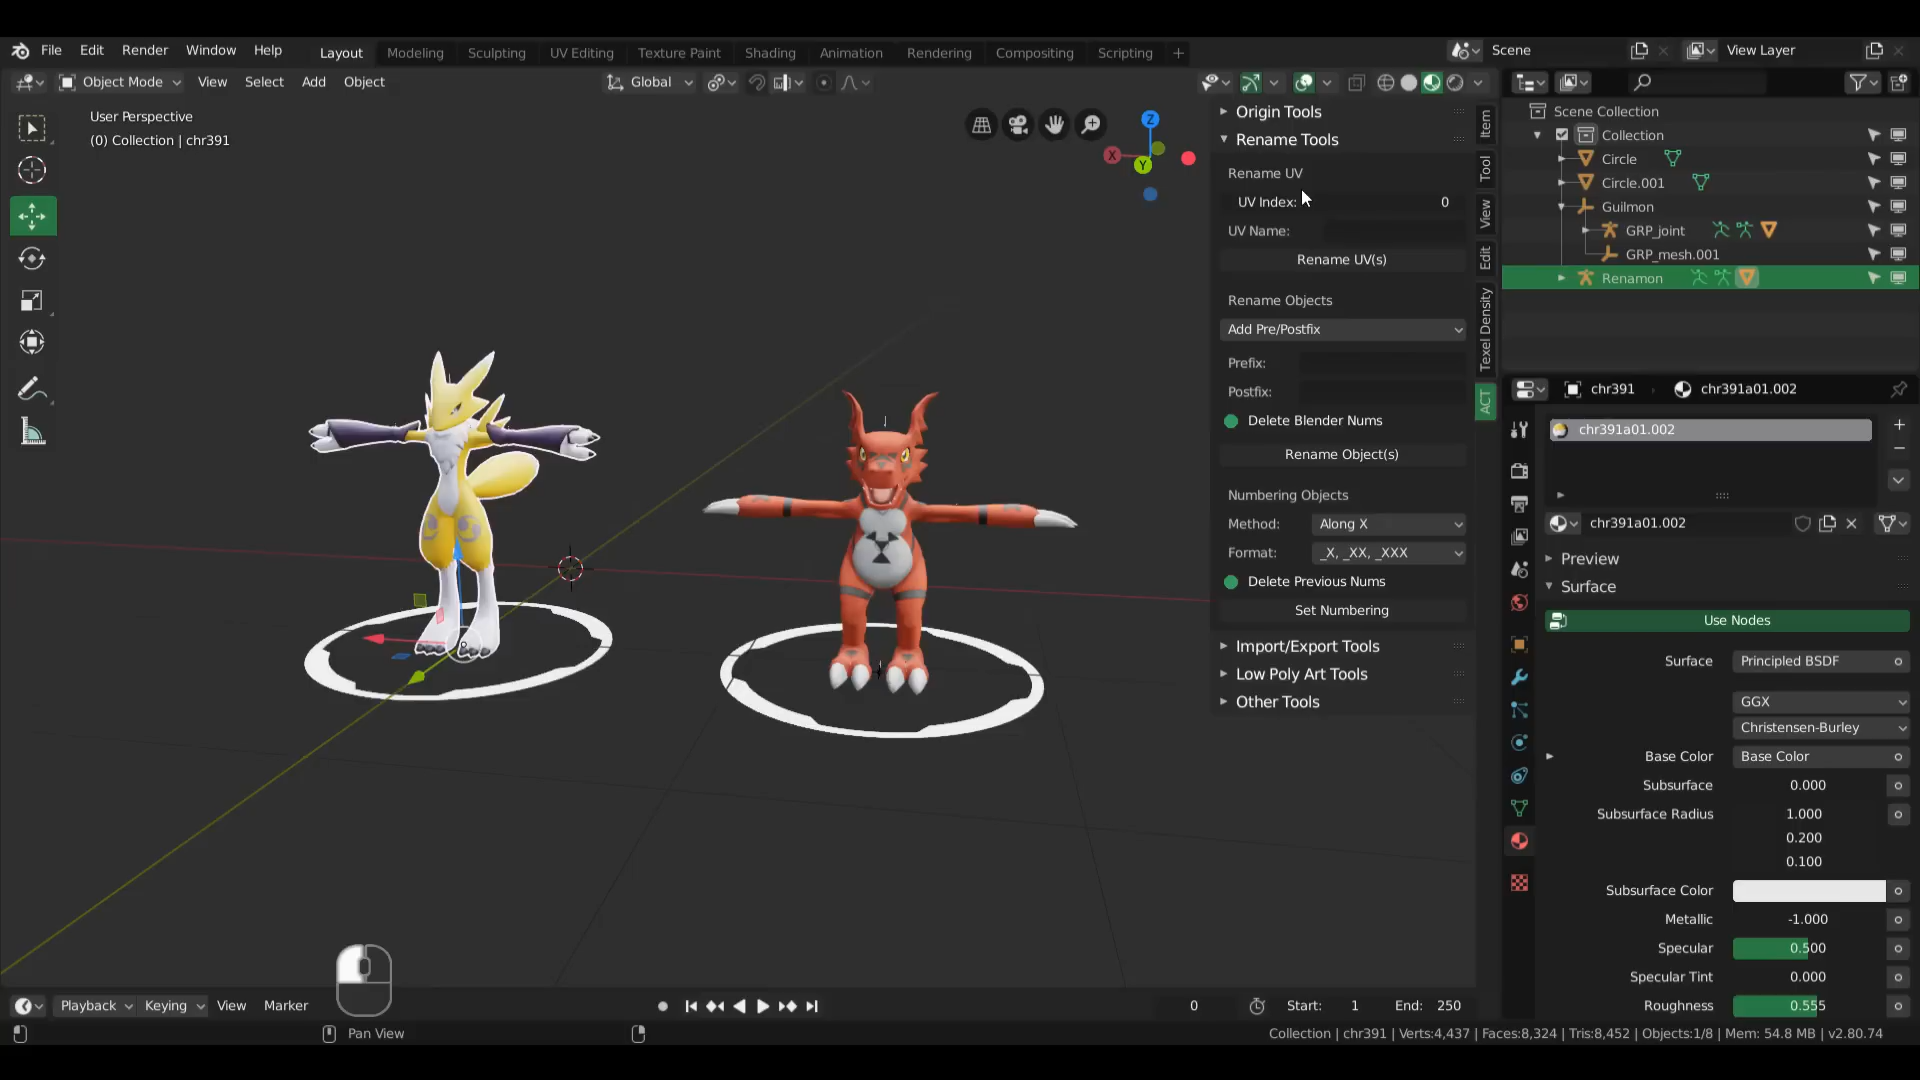 File Edit Render Window Help Layout Modeling Sculpting UV Editing Texture Paint Shading Animation Rendering Compositing Scripting + Scene View Layer
Object Mode View Select Add Object Global
User Perspective
(0) Collection | chr391
Z
X
Y
Origin Tools
Rename Tools
Rename UV
UV Index: 0
UV Name:
Rename UV(s)
Rename Objects
Add Pre/Postfix
Prefix:
Postfix:
Delete Blender Nums
Rename Object(s)
Numbering Objects
Method: Along X
Format: _X, _XX, _XXX
Delete Previous Nums
Set Numbering
Import/Export Tools
Low Poly Art Tools
Other Tools
Item
Tool
View
Edit
Texel Density
ACT
Scene Collection
Collection
Circle
Circle.001
Guilmon
GRP_joint
GRP_mesh.001
Renamon
chr391 chr391a01.002
chr391a01.002
chr391a01.002
Preview
Surface
Use Nodes
Surface Principled BSDF
GGX
Christensen-Burley
Base Color Base Color
Subsurface 0.000
Subsurface Radius 1.000
0.200
0.100
Subsurface Color
Metallic -1.000
Specular 0.500
Specular Tint 0.000
Roughness 0.555
Playback Keying View Marker 0 Start: 1 End: 250
Pan View
Collection | chr391 | Verts:4,437 | Faces:8,324 | Tris:8,452 | Objects:1/8 | Mem: 54.8 MB | v2.80.74